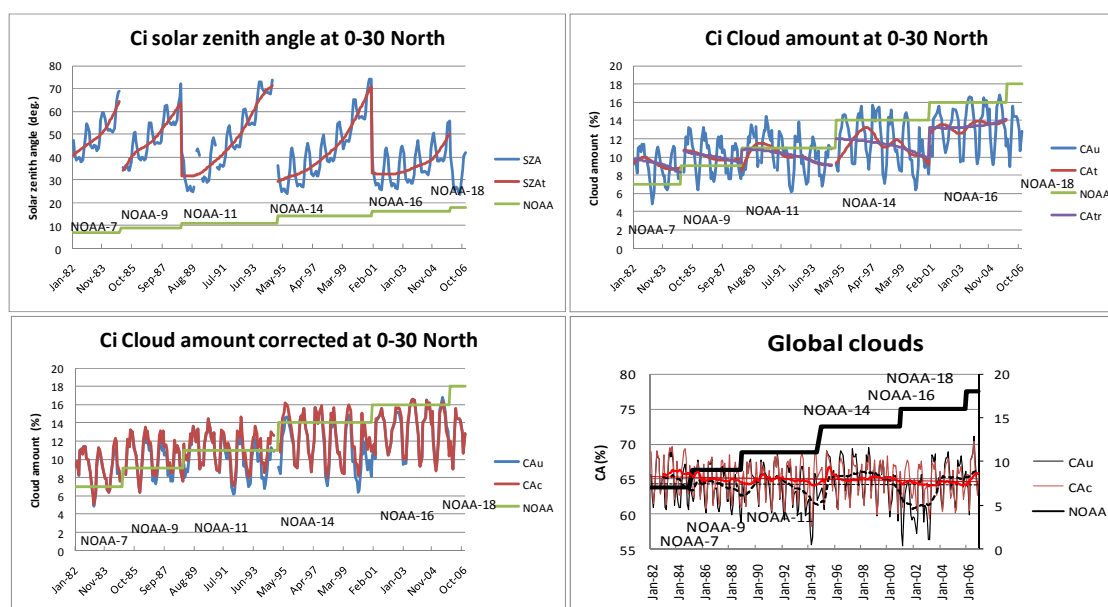 Ci solar zenith angle at 0-30 North
Solar zenith angle (deg.)
80
70
60
50
40
30
20
10
0
NOAA-7
NOAA-9
NOAA-11
NOAA-14
NOAA-16
NOAA-18
SZA
SZAt
NOAA
Jan-82
Nov-83
Oct-85
Sep-87
Aug-89
Jul-91
Jun-93
May-95
Apr-97
Mar-99
Feb-01
Jan-03
Nov-04
Oct-06
Ci Cloud amount at 0-30 North
Cloud amount (%)
20
18
16
14
12
10
8
6
4
2
0
NOAA-7
NOAA-9
NOAA-11
NOAA-14
NOAA-16
NOAA-18
CAu
CAt
NOAA
CAtr
Jan-82
Nov-83
Oct-85
Sep-87
Aug-89
Jul-91
Jun-93
May-95
Apr-97
Mar-99
Feb-01
Jan-03
Nov-04
Oct-06
Ci Cloud amount corrected at 0-30 North
Cloud amount (%)
20
18
16
14
12
10
8
6
4
2
0
NOAA-7
NOAA-9
NOAA-11
NOAA-14
NOAA-16
NOAA-18
CAu
CAc
NOAA
Jan-82
Nov-83
Oct-85
Sep-87
Aug-89
Jul-91
Jun-93
May-95
Apr-97
Mar-99
Feb-01
Jan-03
Nov-04
Oct-06
Global clouds
CA (%)
80
75
70
65
60
55
20
15
10
5
0
NOAA-7
NOAA-9
NOAA-11
NOAA-14
NOAA-16
NOAA-18
CAu
CAc
NOAA
Jan-82
Jan-84
Jan-86
Jan-88
Jan-90
Jan-92
Jan-94
Jan-96
Jan-98
Jan-00
Jan-02
Jan-04
Jan-06